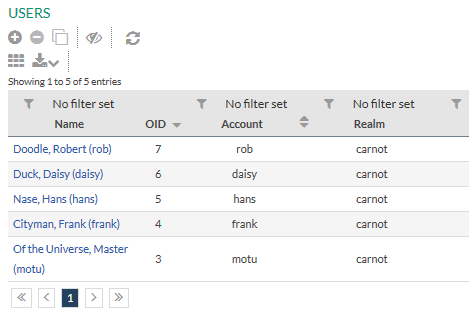 USERS
Showing 1 to 5 of 5 entries
No filter set No filter set No filter set
Name OID Account Realm
Doodle, Robert (rob) 7 rob carnot
Duck, Daisy (daisy) 6 daisy carnot
Nase, Hans (hans) 5 hans carnot
Cityman, Frank (frank) 4 frank carnot
Of the Universe, Master
(motu) 3 motu carnot
« < 1 > »